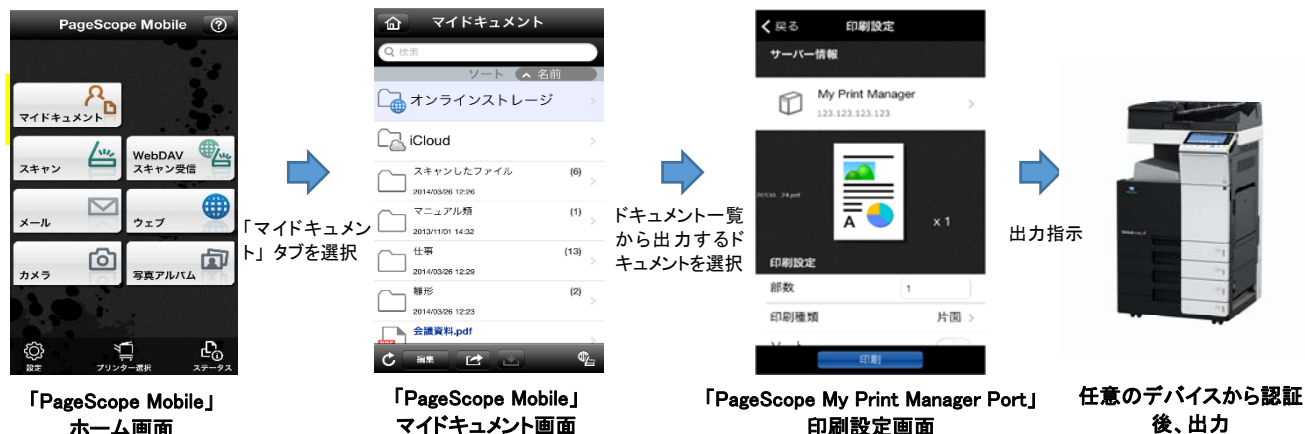 PageScope Mobile
?
マイドキュメント
スキャン
WebDAV
スキャン受信
メール
ウェブ
カメラ
写真アルバム
設定
プリンター選択
ステータス
「PageScope Mobile」
ホーム画面
「マイドキュメン
ト」タブを選択
マイドキュメント
検索
ソート
名前
オンラインストレージ
iCloud
スキャンしたファイル
(6)
2014/03/26 12:26
マニュアル類
(1)
2013/11/01 14:32
仕事
(13)
2014/03/26 12:29
雛形
(2)
2014/03/26 12:23
会議資料.pdf
編集
「PageScope Mobile」
マイドキュメント画面
ドキュメント一覧
から出力するド
キュメントを選択
戻る
印刷設定
サーバー情報
My Print Manager
123.123.123.123
A
x 1
印刷設定
部数
1
印刷種類
片面
印刷
「PageScope My Print Manager Port」
印刷設定画面
出力指示
任意のデバイスから認証
後、出力